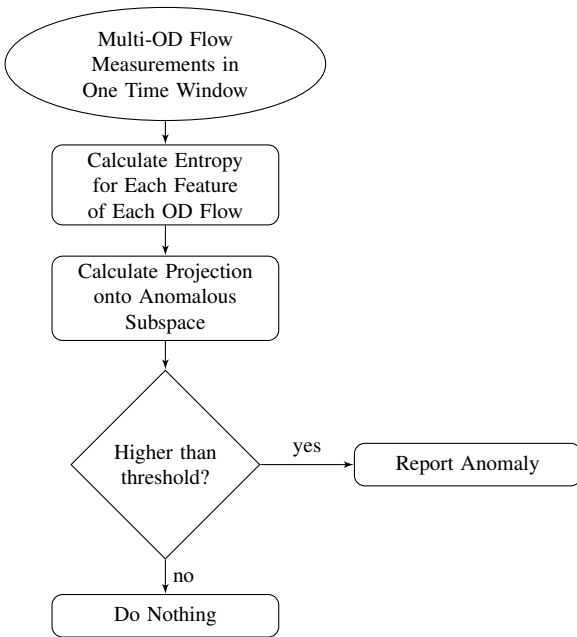 Multi-OD Flow
Measurements in
One Time Window
Calculate Entropy
for Each Feature
of Each OD Flow
Calculate Projection
onto Anomalous
Subspace
Higher than
threshold?
yes
Report Anomaly
no
Do Nothing